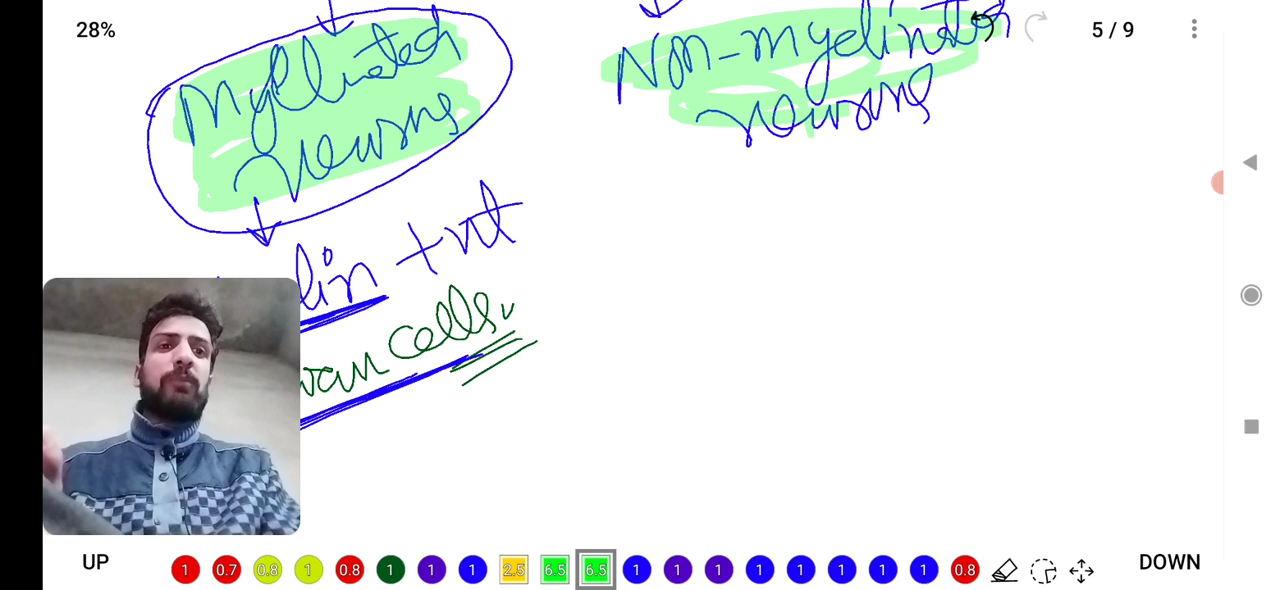 28%
5 / 9
Myelinated
neurons
Non-myelinated
neurons
lin + nt
wan cells.
UP
1 0.7 0.8 1 0.8 1 1 1 2.5 6.5 6.5 1 1 1 1 1 1 1 1 0.8
DOWN